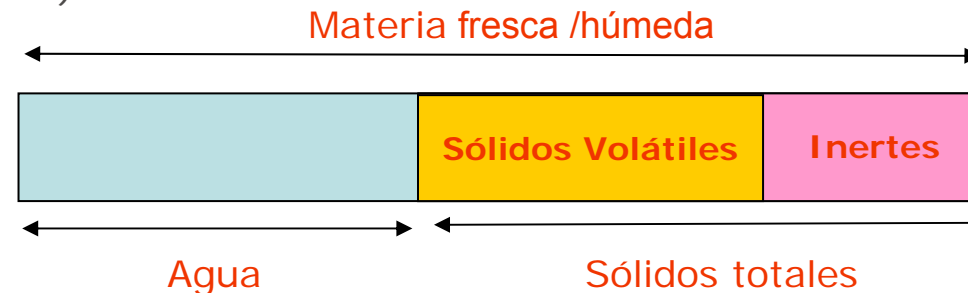 Materia fresca /húmeda
Sólidos Volátiles Inertes
Agua Sólidos totales